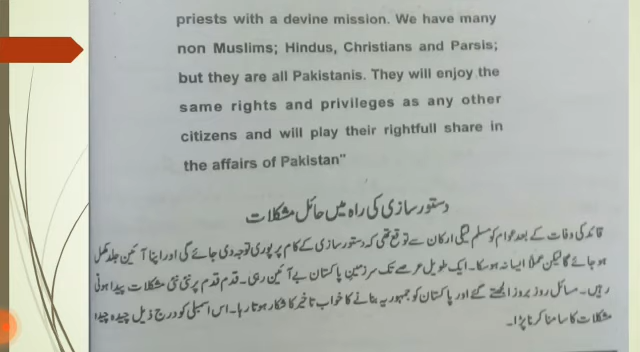 priests with a devine mission. We have many
non Muslims; Hindus, Christians and Parsis;
but they are all Pakistanis. They will enjoy the
same rights and privileges as any other
citizens and will play their rightfull share in
the affairs of Pakistan"
دستور سازی کی راہ میں حائل مشکلات
قائد کی وفات کے بعد عوام کو مسلم لیگی ارکان سے توقع تھی کہ دستور سازی کے کام پر پوری توجہ دی جائے گی اور اپنا آئین جلد مکمل
ہو جائے گا لیکن عملاً ایسا نہ ہو سکا۔ ایک طویل عرصے تک سرزمین پاکستان بے آئین رہی۔ قدم قدم پر نئی نئی مشکلات پیدا ہوتی
رہیں۔ مسائل روز بروز الجھتے گئے اور پاکستان کو جمہوریہ بنانے کا خواب تاخیر کا شکار ہوتا رہا۔ اس اسمبلی کو درج ذیل چیدہ چیدا
مشکلات کا سامنا کرنا پڑا۔